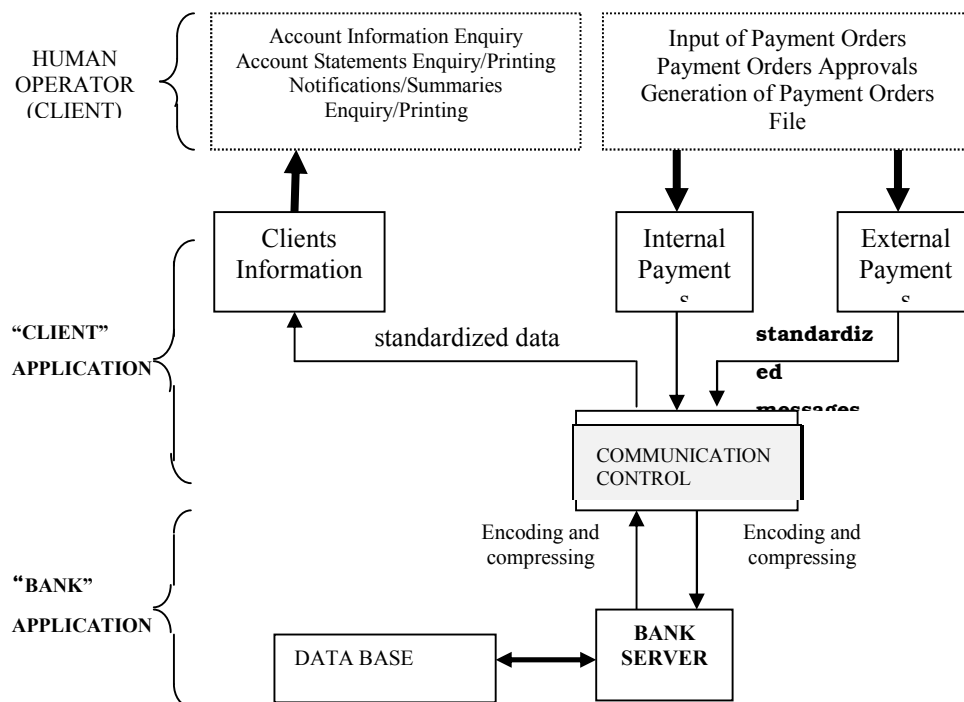 HUMAN
OPERATOR
(CLIENT)
Account Information Enquiry
Account Statements Enquiry/Printing
Notifications/Summaries
Enquiry/Printing
Input of Payment Orders
Payment Orders Approvals
Generation of Payment Orders
File
Clients
Information
Internal
Payment
s
External
Payment
s
“CLIENT”
APPLICATION
standardized data
standardiz
ed
messages
COMMUNICATION
CONTROL
Encoding and
compressing
Encoding and
compressing
“BANK”
APPLICATION
DATA BASE
BANK
SERVER